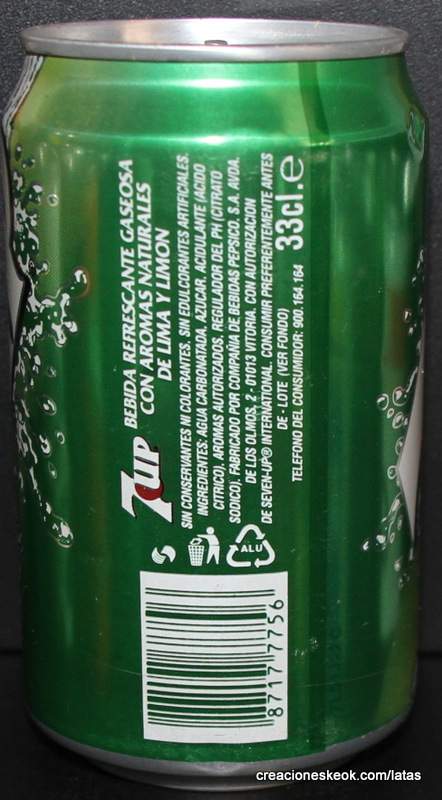 7UP
BEBIDA REFRESCANTE GASEOSA
CON AROMAS NATURALES
DE LIMA Y LIMON
SIN CONSERVANTES NI COLORANTES. SIN EDULCORANTES ARTIFICIALES.
INGREDIENTES: AGUA CARBONATADA, AZUCAR, ACIDULANTE (ACIDO
CITRICO), AROMAS AUTORIZADOS, REGULADOR DEL PH (CITRATO
SODICO). FABRICADO POR COMPAÑIA DE BEBIDAS PEPSICO, S.A. AVDA.
DE LOS OLMOS, 2 - 01013 VITORIA. CON AUTORIZACION
DE SEVEN-UP® INTERNATIONAL. CONSUMIR PREFERENTEMENTE ANTES
DE - LOTE (VER FONDO)
TELEFONO DEL CONSUMIDOR: 900.164.164
33cl.e
ALU
8717 7756
creacioneskeok.com/latas